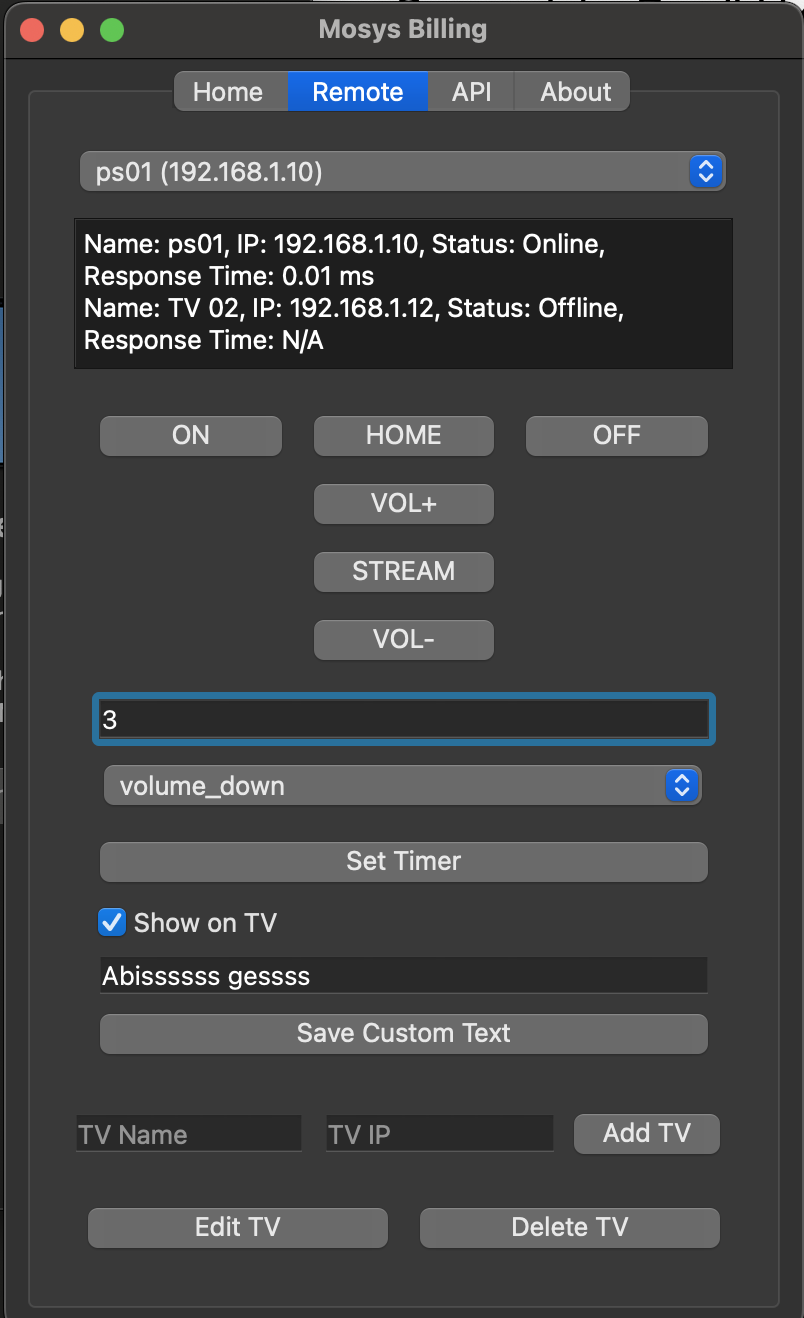 Mosys Billing
Home Remote API About
ps01 (192.168.1.10)
Name: ps01, IP: 192.168.1.10, Status: Online,
Response Time: 0.01 ms
Name: TV 02, IP: 192.168.1.12, Status: Offline,
Response Time: N/A
ON HOME OFF
VOL+
STREAM
VOL-
3
volume_down
Set Timer
Show on TV
Abissssss gessss
Save Custom Text
TV Name TV IP Add TV
Edit TV Delete TV